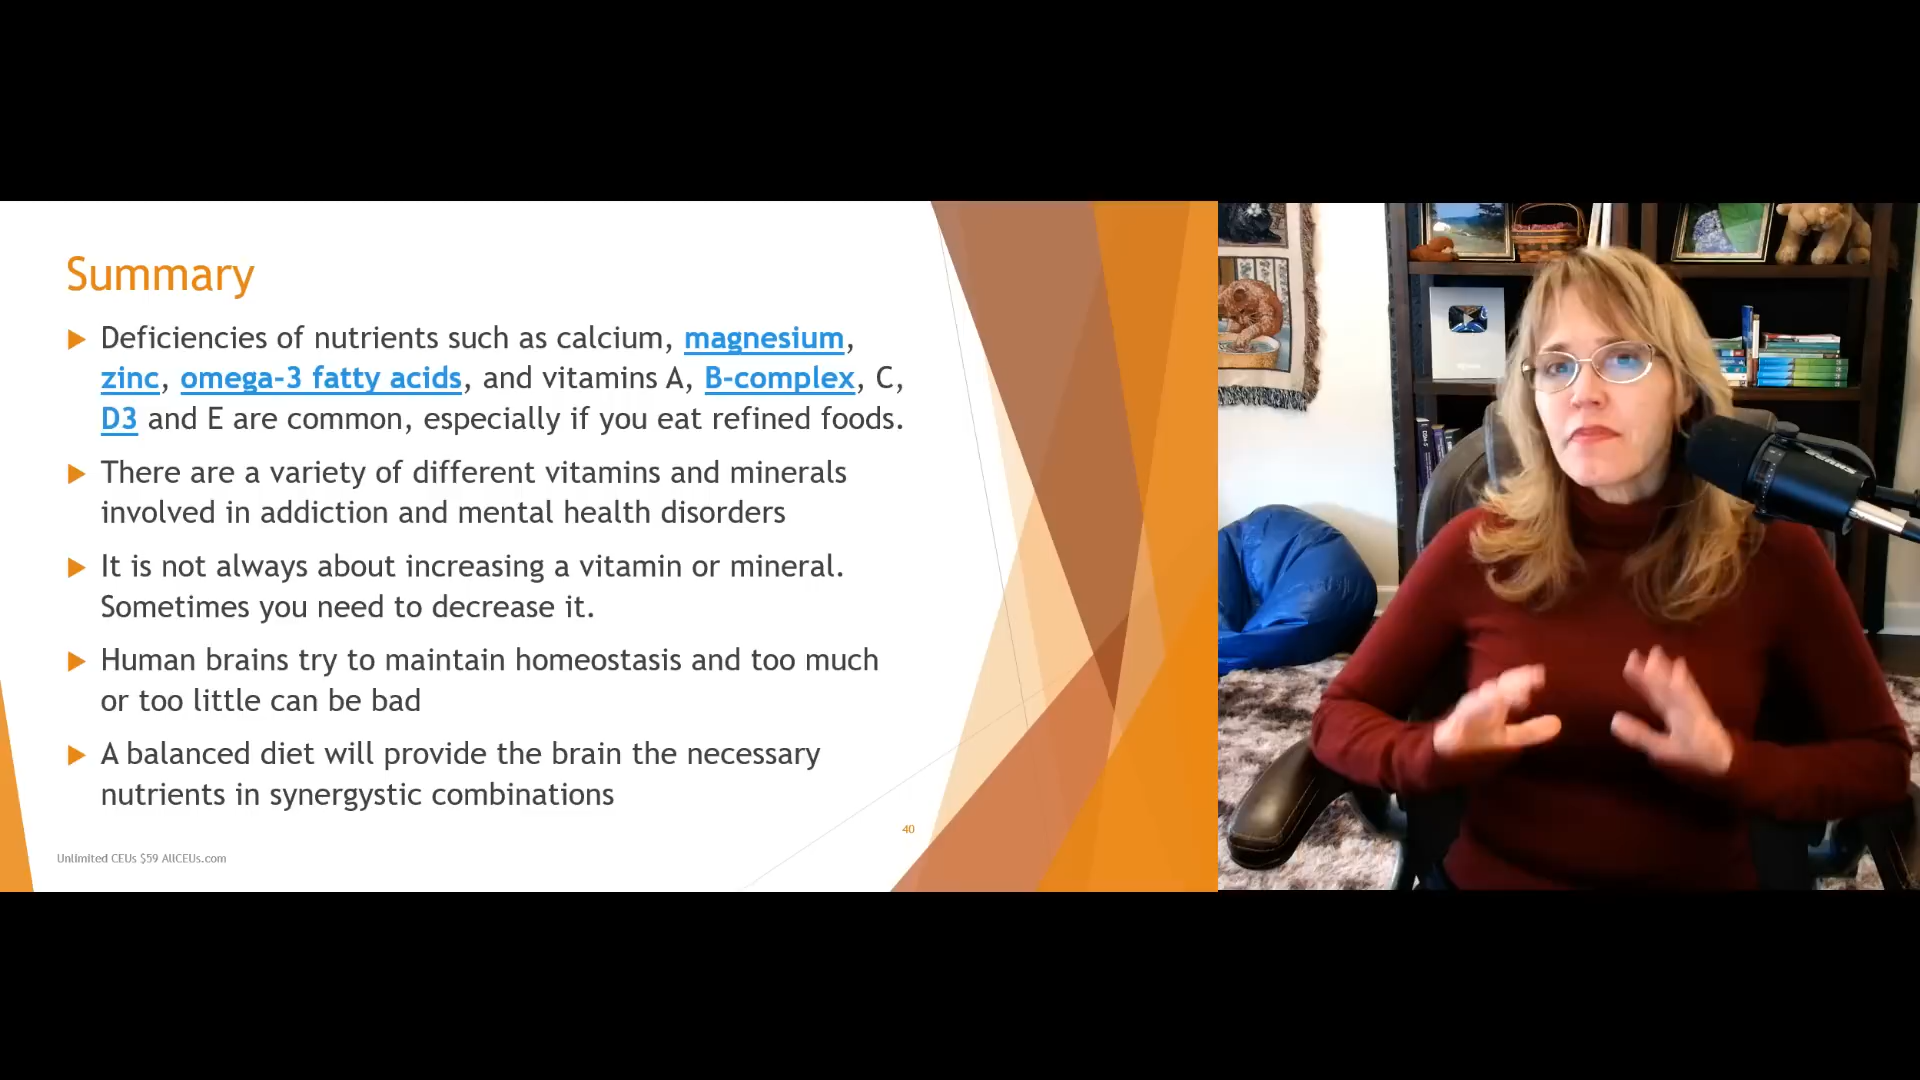 Summary
Deficiencies of nutrients such as calcium, magnesium,
zinc, omega-3 fatty acids, and vitamins A, B-complex, C,
D3 and E are common, especially if you eat refined foods.
There are a variety of different vitamins and minerals
involved in addiction and mental health disorders
It is not always about increasing a vitamin or mineral.
Sometimes you need to decrease it.
Human brains try to maintain homeostasis and too much
or too little can be bad
A balanced diet will provide the brain the necessary
nutrients in synergystic combinations
40
Unlimited CEUs $59 AllCEUs.com